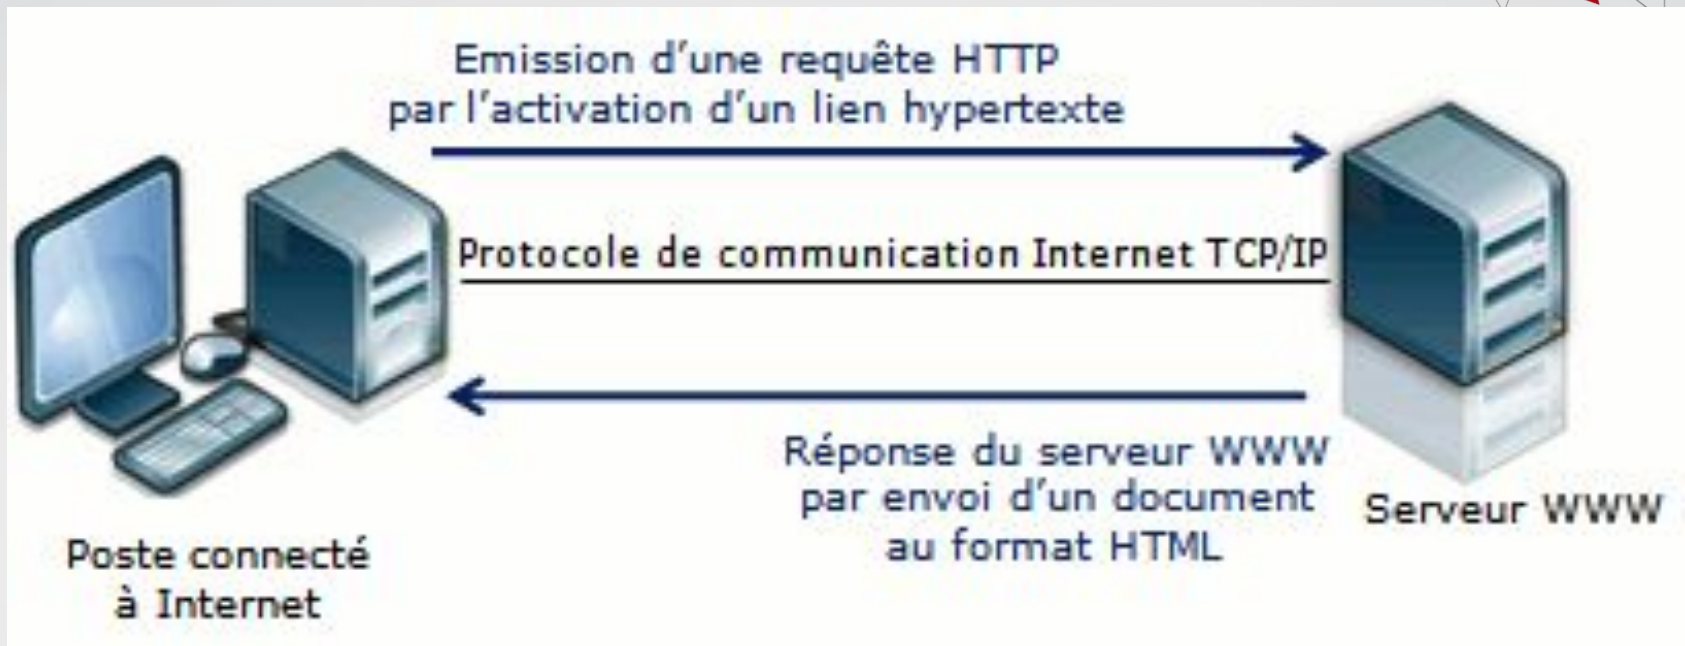 Emission d'une requête HTTP
par l'activation d'un lien hypertexte
Protocole de communication Internet TCP/IP
Réponse du serveur WWW
par envoi d'un document
au format HTML
Serveur WWW
Poste connecté
à Internet